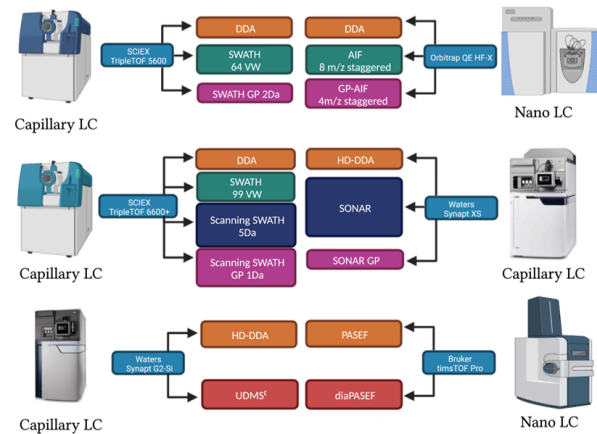 DDA
DDA
SCIEX
TripleTOF 5600
SWATH
64 VW
AIF
8 m/z staggered
Orbitrap QE HF-X
SWATH GP 2Da
GP-AIF
4m/z staggered
Capillary LC
Nano LC
DDA
HD-DDA
SWATH
99 VW
SCIEX
TripleTOF 6600+
Scanning SWATH
5Da
SONAR
Waters
Synapt XS
Scanning SWATH
GP 1Da
SONAR GP
Capillary LC
Capillary LC
HD-DDA
PASEF
Waters
Synapt G2-Si
Bruker
timsTOF Pro
UDMSᴱ
diaPASEF
Capillary LC
Nano LC